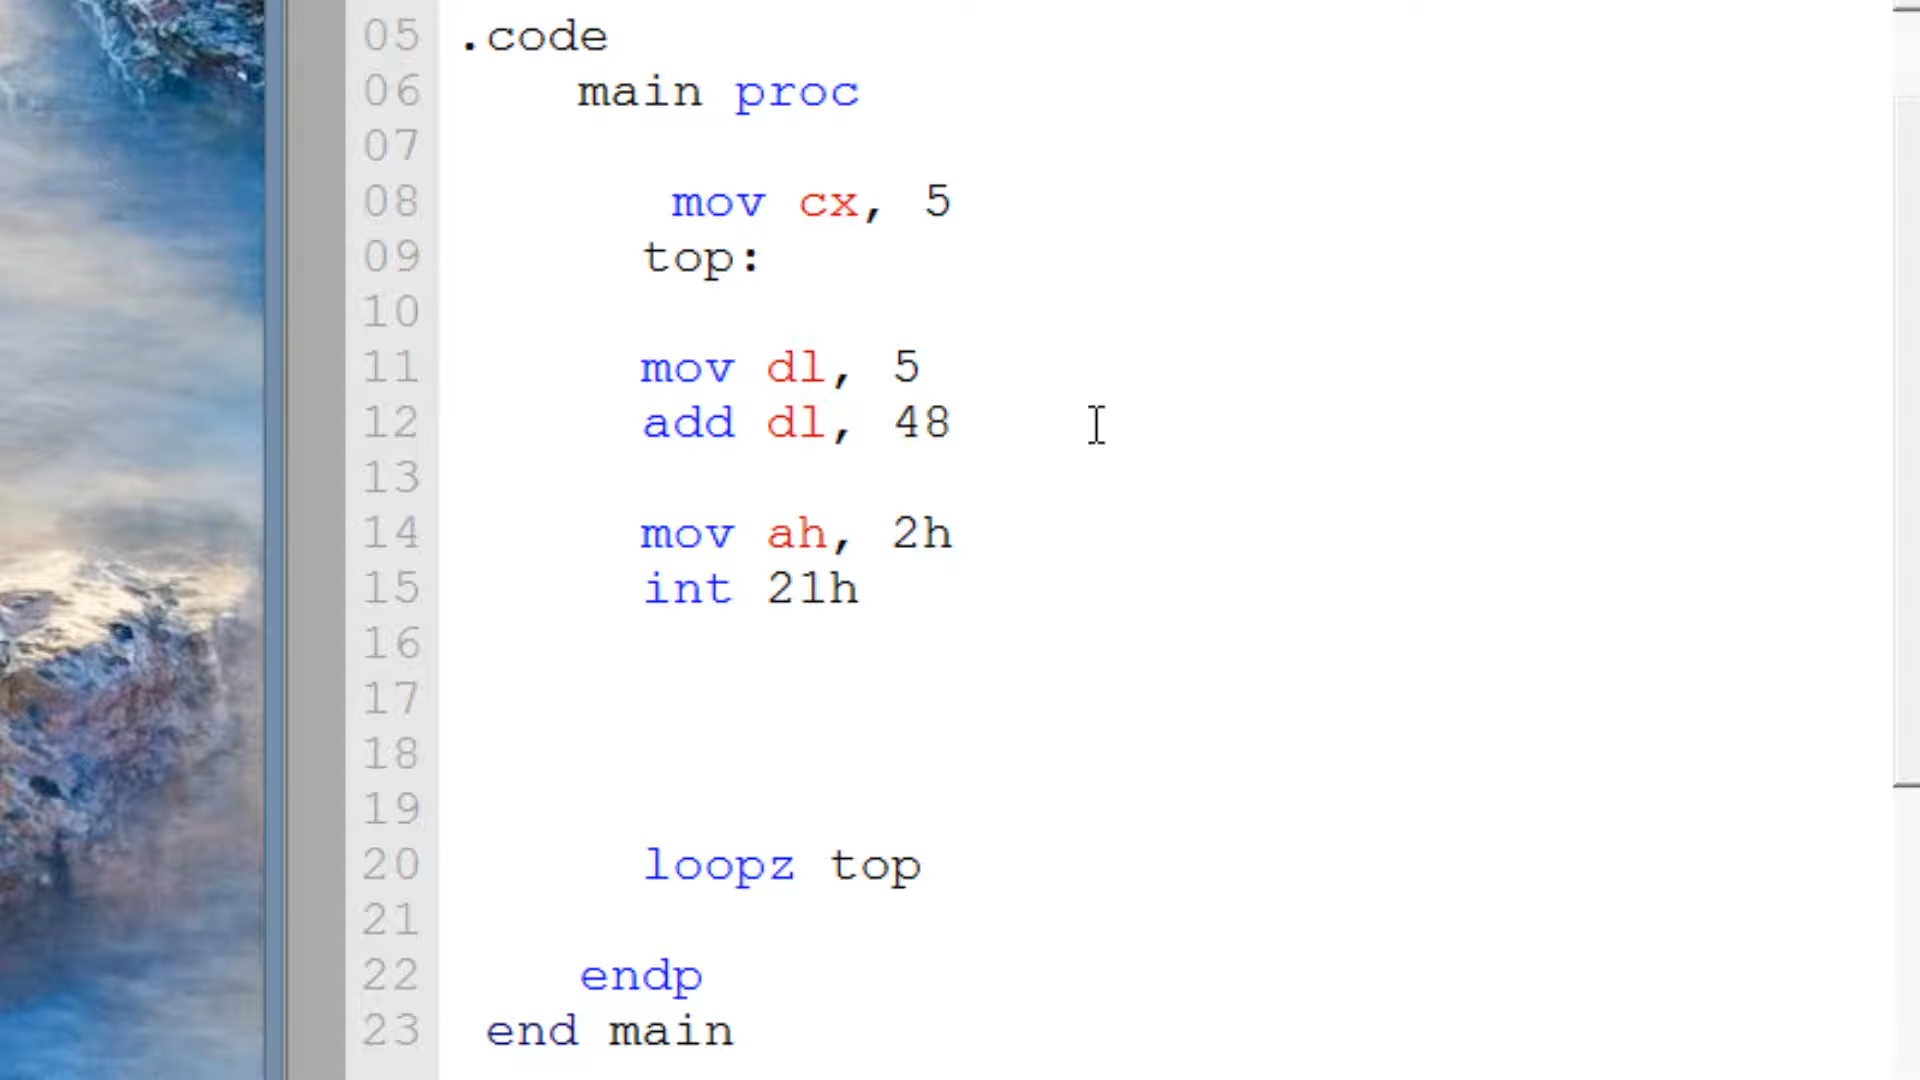 05 .code
06 main proc
07
08 mov cx, 5
09 top:
10
11 mov dl, 5
12 add dl, 48
13
14 mov ah, 2h
15 int 21h
16
17
18
19
20 loopz top
21
22 endp
23 end main